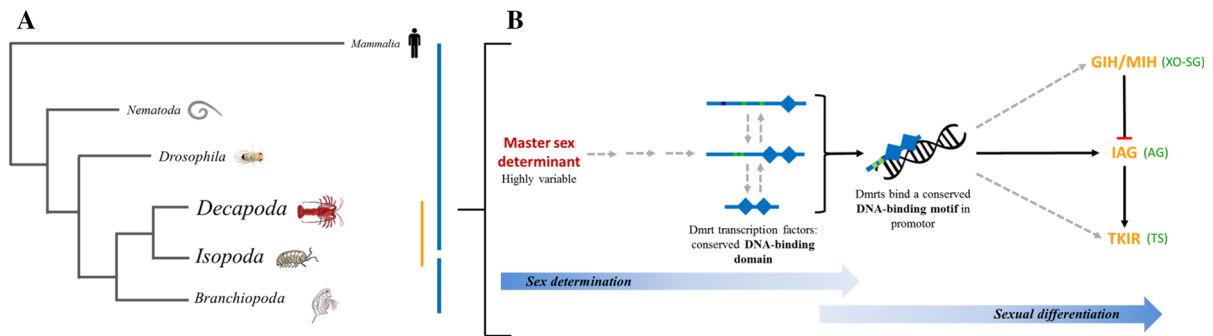 A
Mammalia
Nematoda
Drosophila
Decapoda
Isopoda
Branchiopoda
B
Master sex
determinant
Highly variable
Dmrt transcription factors:
conserved DNA-binding
domain
Dmrts bind a conserved
DNA-binding motif in
promotor
GIH/MIH (XO-SG)
IAG (AG)
TKIR (TS)
Sex determination
Sexual differentiation